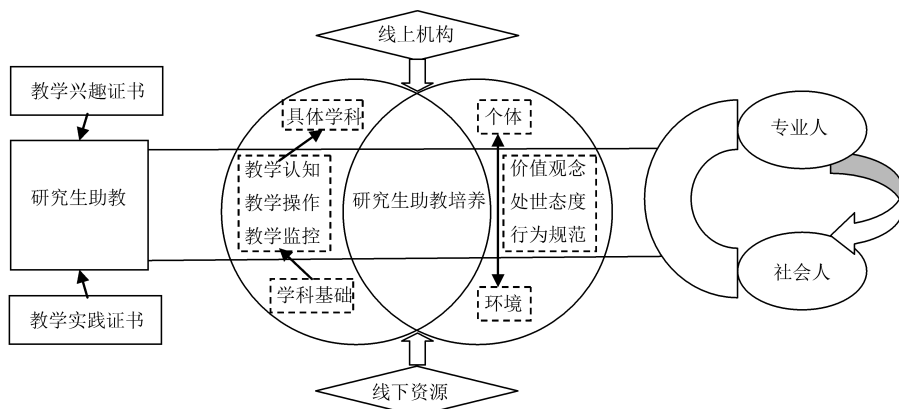 线上机构
教学兴趣证书
研究生助教
教学实践证书
具体学科
教学认知
教学操作
教学监控
学科基础
研究生助教培养
个体
价值观念
处世态度
行为规范
环境
线下资源
专业人
社会人